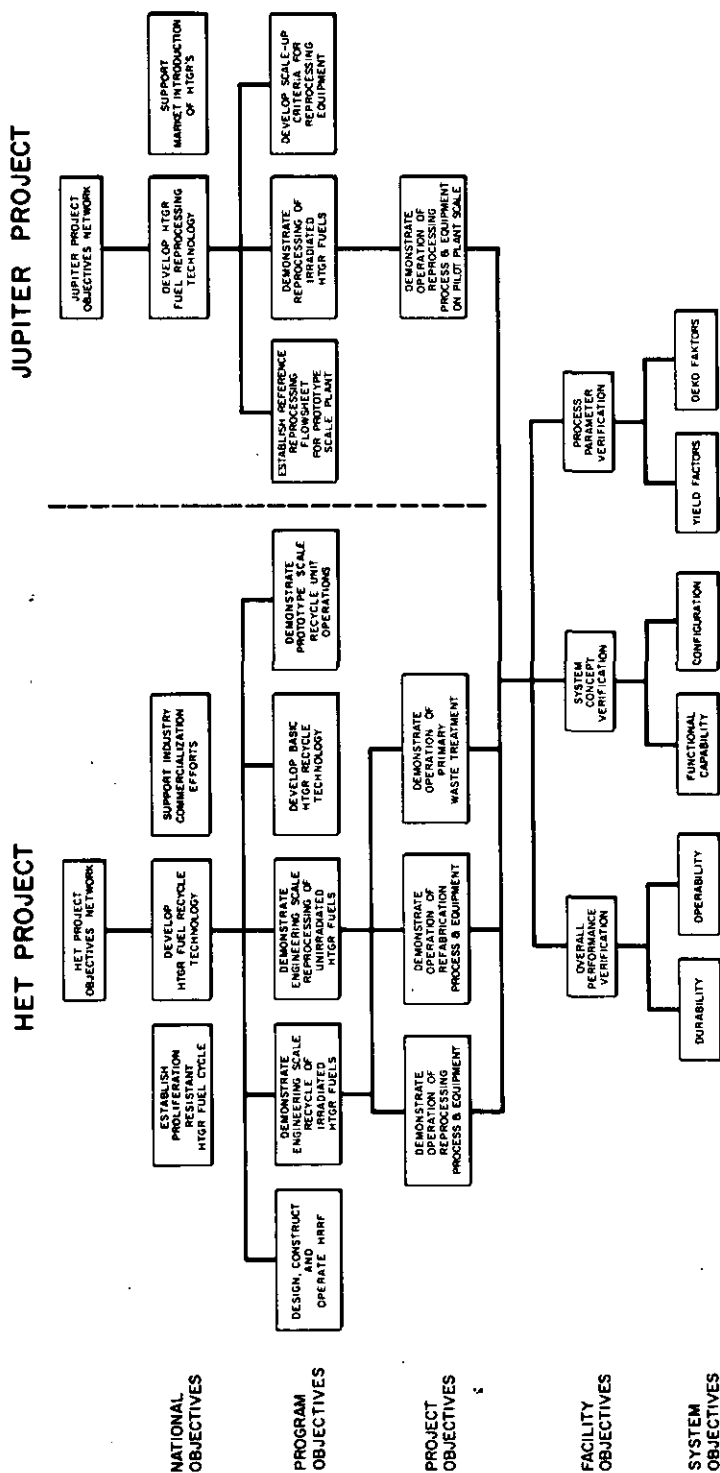 HET PROJECT
JUPITER PROJECT
HET PROJECT
OBJECTIVES NETWORK
JUPITER PROJECT
OBJECTIVES NETWORK
NATIONAL
OBJECTIVES
ESTABLISH
PROLIFERATION
RESISTANT
HTGR FUEL CYCLE
DEVELOP
HTGR FUEL RECYCLE
TECHNOLOGY
SUPPORT INDUSTRY
COMMERCIALIZATION
EFFORTS
DEVELOP HTGR
FUEL REPROCESSING
TECHNOLOGY
SUPPORT
MARKET INTRODUCTION
OF HTGR'S
PROGRAM
OBJECTIVES
DESIGN, CONSTRUCT
AND
OPERATE HRRF
DEMONSTRATE
ENGINEERING SCALE
RECYCLE OF
IRRADIATED
HTGR FUELS
DEMONSTRATE
ENGINEERING SCALE
REPROCESSING OF
UNIRRADIATED
HTGR FUELS
DEVELOP BASIC
HTGR RECYCLE
TECHNOLOGY
DEMONSTRATE
PROTOTYPE SCALE
RECYCLE UNIT
OPERATIONS
ESTABLISH REFERENCE
REPROCESSING
FLOWSHEET
FOR PROTOTYPE
SCALE PLANT
DEMONSTRATE
REPROCESSING OF
IRRADIATED
HTGR FUELS
DEVELOP SCALE-UP
CRITERIA FOR
REPROCESSING
EQUIPMENT
PROJECT
OBJECTIVES
DEMONSTRATE
OPERATION OF
REPROCESSING
PROCESS & EQUIPMENT
DEMONSTRATE
OPERATION OF
REFABRICATION
PROCESS & EQUIPMENT
DEMONSTRATE
OPERATION OF
PRIMARY
WASTE TREATMENT
DEMONSTRATE
OPERATION OF
REPROCESSING
PROCESS & EQUIPMENT
ON PILOT PLANT SCALE
FACILITY
OBJECTIVES
OVERALL
PERFORMANCE
VERIFICATION
SYSTEM
CONCEPT
VERIFICATION
PROCESS
PARAMETER
VERIFICATION
SYSTEM
OBJECTIVES
DURABILITY
OPERABILITY
FUNCTIONAL
CAPABILITY
CONFIGURATION
YIELD FACTORS
DEKO FAKTORS